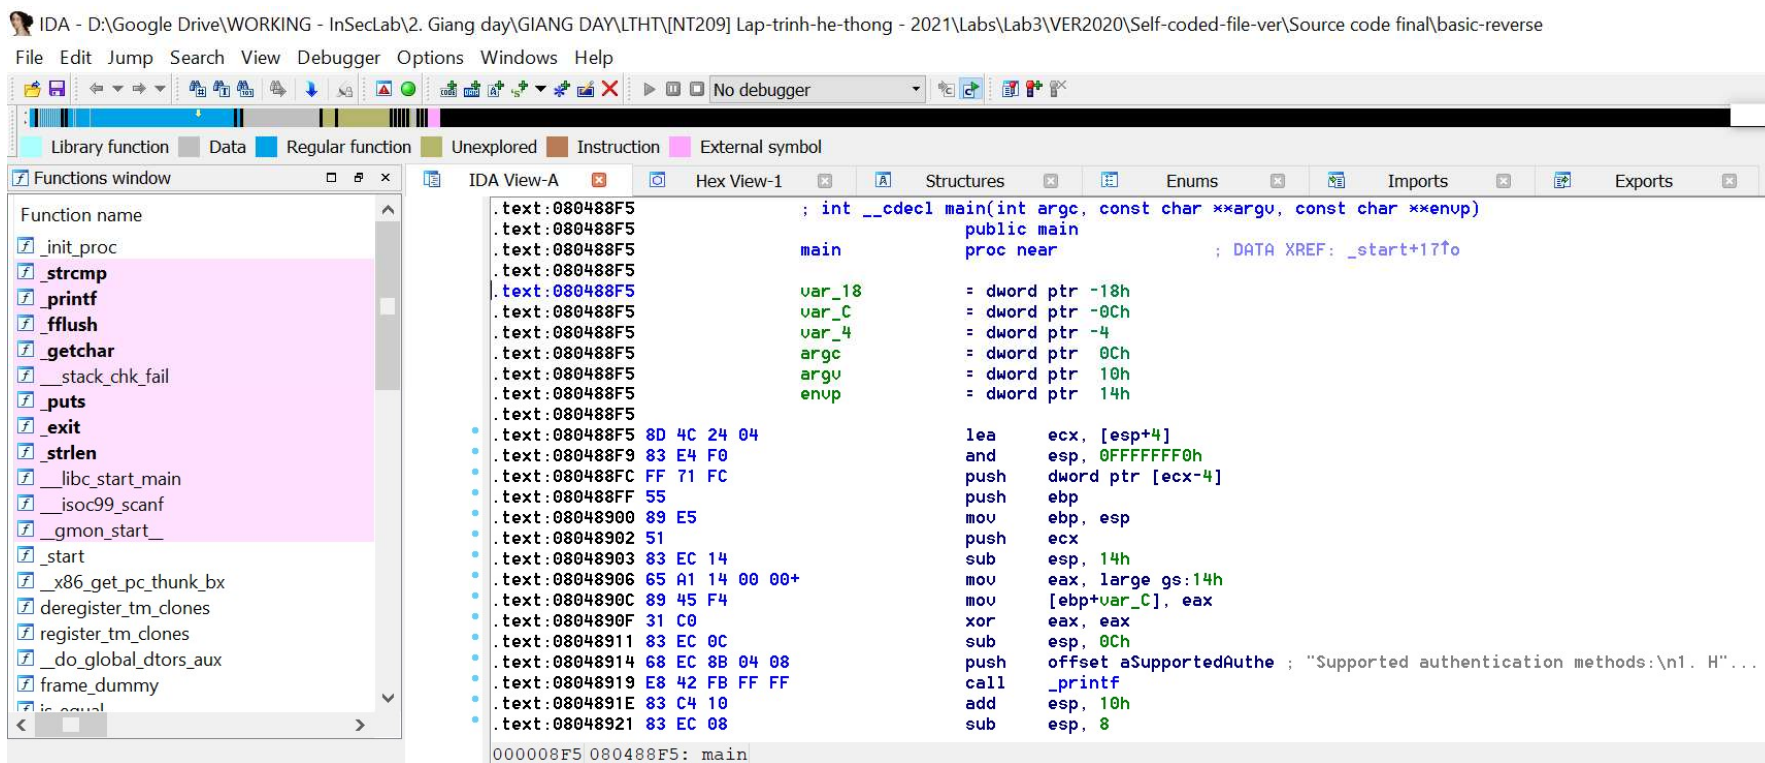 IDA - D:\Google Drive\WORKING - InSecLab\2. Giang day\GIANG DAY\LTHT\[NT209] Lap-trinh-he-thong - 2021\Labs\Lab3\VER2020\Self-coded-file-ver\Source code final\basic-reverse
File Edit Jump Search View Debugger Options Windows Help
No debugger
Library function Data Regular function Unexplored Instruction External symbol
Functions window
IDA View-A Hex View-1 Structures Enums Imports Exports
Function name
_init_proc
_strcmp
_printf
_fflush
_getchar
___stack_chk_fail
_puts
_exit
_strlen
___libc_start_main
___isoc99_scanf
__gmon_start__
_start
__x86_get_pc_thunk_bx
deregister_tm_clones
register_tm_clones
__do_global_dtors_aux
frame_dummy
is_equal
.text:080488F5 ; int __cdecl main(int argc, const char **argv, const char **envp)
.text:080488F5 public main
.text:080488F5 main proc near ; DATA XREF: _start+17↑o
.text:080488F5
.text:080488F5 var_18 = dword ptr -18h
.text:080488F5 var_C = dword ptr -0Ch
.text:080488F5 var_4 = dword ptr -4
.text:080488F5 argc = dword ptr 0Ch
.text:080488F5 argv = dword ptr 10h
.text:080488F5 envp = dword ptr 14h
.text:080488F5
.text:080488F5 8D 4C 24 04 lea ecx, [esp+4]
.text:080488F9 83 E4 F0 and esp, 0FFFFFFF0h
.text:080488FC FF 71 FC push dword ptr [ecx-4]
.text:080488FF 55 push ebp
.text:08048900 89 E5 mov ebp, esp
.text:08048902 51 push ecx
.text:08048903 83 EC 14 sub esp, 14h
.text:08048906 65 A1 14 00 00+ mov eax, large gs:14h
.text:0804890C 89 45 F4 mov [ebp+var_C], eax
.text:0804890F 31 C0 xor eax, eax
.text:08048911 83 EC 0C sub esp, 0Ch
.text:08048914 68 EC 8B 04 08 push offset aSupportedAuthe ; "Supported authentication methods:\n1. H"...
.text:08048919 E8 42 FB FF FF call _printf
.text:0804891E 83 C4 10 add esp, 10h
.text:08048921 83 EC 08 sub esp, 8
000008F5 080488F5: main